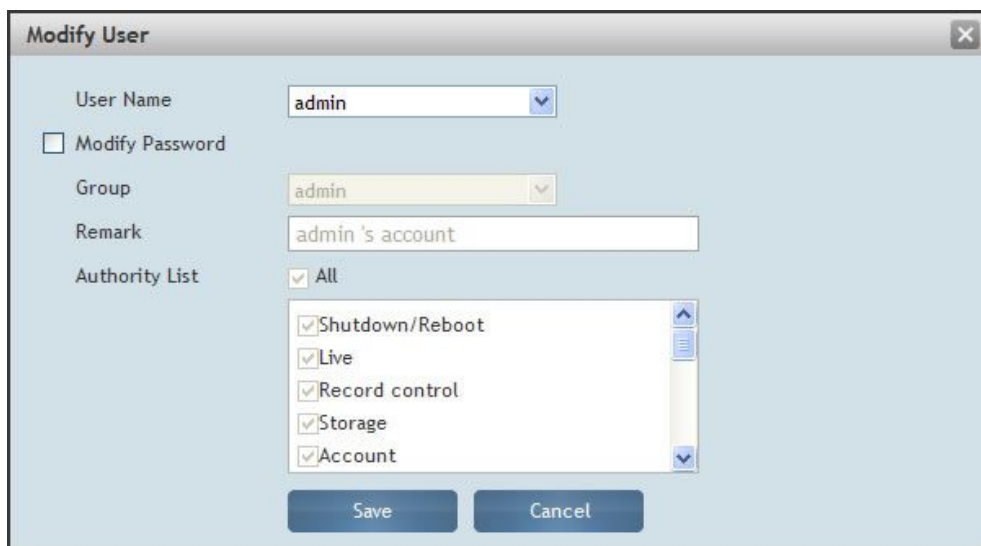 Modify User
User Name admin
Modify Password
Group admin
Remark admin 's account
Authority List All
Shutdown/Reboot
Live
Record control
Storage
Account
Save Cancel